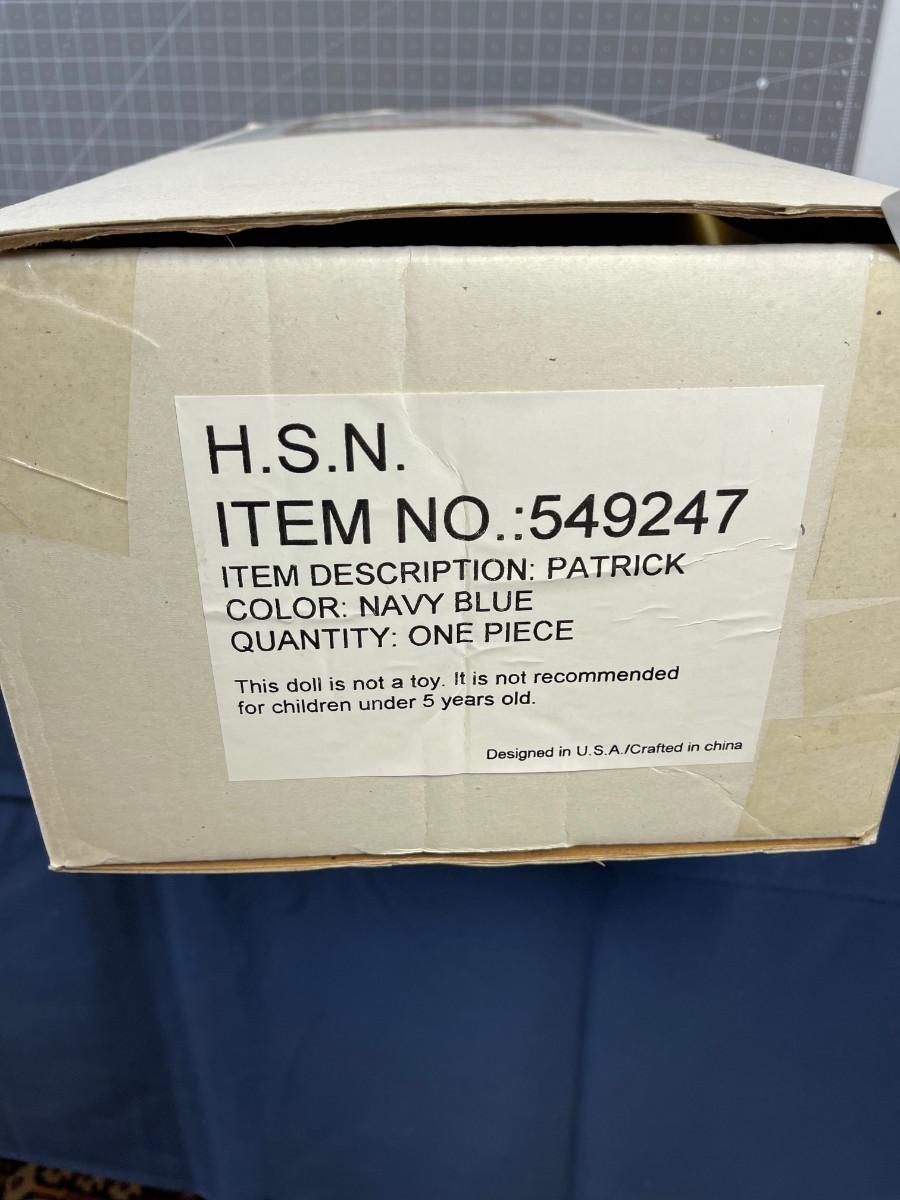 H.S.N.
ITEM NO.:549247
ITEM DESCRIPTION: PATRICK
COLOR: NAVY BLUE
QUANTITY: ONE PIECE
This doll is not a toy. It is not recommended
for children under 5 years old.
Designed in U.S.A./Crafted in china